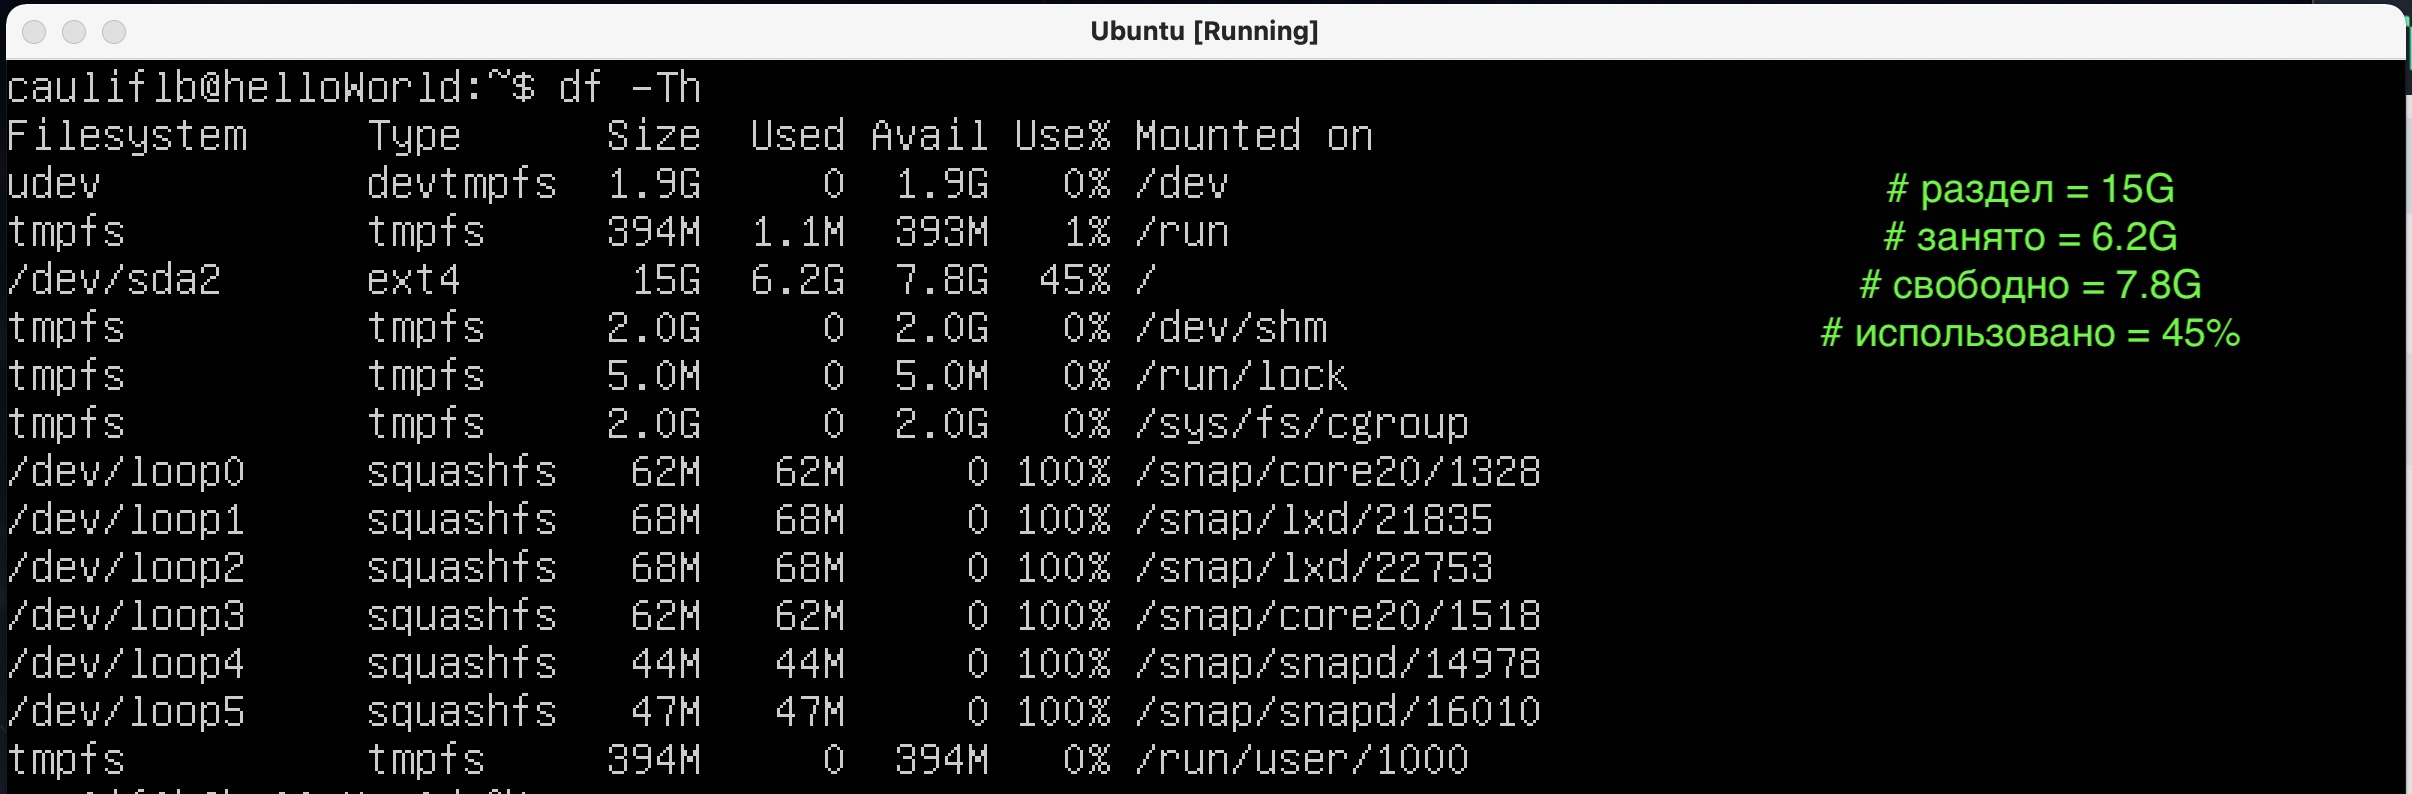 Ubuntu [Running]
cauliflb@helloWorld:~$ df -Th
Filesystem     Type      Size  Used Avail Use% Mounted on
udev           devtmpfs  1.9G     0  1.9G   0% /dev
tmpfs          tmpfs     394M  1.1M  393M   1% /run
/dev/sda2      ext4       15G  6.2G  7.8G  45% /
tmpfs          tmpfs     2.0G     0  2.0G   0% /dev/shm
tmpfs          tmpfs     5.0M     0  5.0M   0% /run/lock
tmpfs          tmpfs     2.0G     0  2.0G   0% /sys/fs/cgroup
/dev/loop0     squashfs   62M   62M     0 100% /snap/core20/1328
/dev/loop1     squashfs   68M   68M     0 100% /snap/lxd/21835
/dev/loop2     squashfs   68M   68M     0 100% /snap/lxd/22753
/dev/loop3     squashfs   62M   62M     0 100% /snap/core20/1518
/dev/loop4     squashfs   44M   44M     0 100% /snap/snapd/14978
/dev/loop5     squashfs   47M   47M     0 100% /snap/snapd/16010
tmpfs          tmpfs     394M     0  394M   0% /run/user/1000
# раздел = 15G
# занято = 6.2G
# свободно = 7.8G
# использовано = 45%